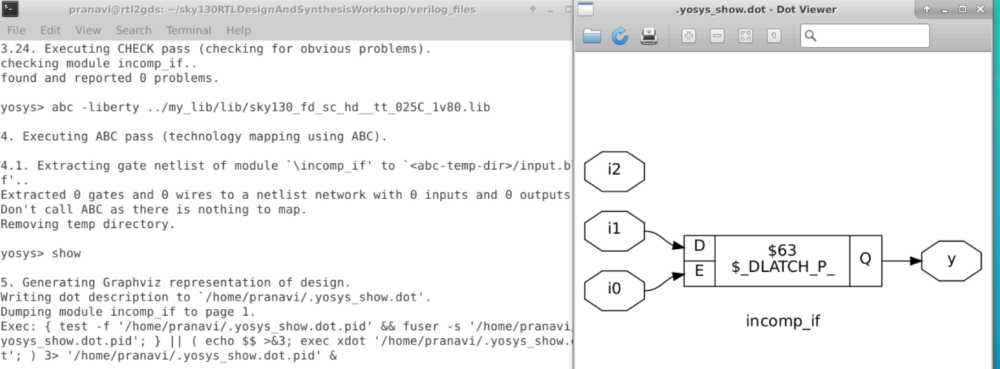 pranavi@rtl2gds: ~/sky130RTLDesignAndSynthesisWorkshop/verilog_files
File Edit View Search Terminal Help
3.24. Executing CHECK pass (checking for obvious problems).
checking module incomp_if..
found and reported 0 problems.
yosys> abc -liberty ../my_lib/lib/sky130_fd_sc_hd__tt_025C_1v80.lib
4. Executing ABC pass (technology mapping using ABC).
4.1. Extracting gate netlist of module `\incomp_if' to `<abc-temp-dir>/input.bl
f'..
Extracted 0 gates and 0 wires to a netlist network with 0 inputs and 0 outputs
Don't call ABC as there is nothing to map.
Removing temp directory.
yosys> show
5. Generating Graphviz representation of design.
Writing dot description to `/home/pranavi/.yosys_show.dot'.
Dumping module incomp_if to page 1.
Exec: { test -f '/home/pranavi/.yosys_show.dot.pid' && fuser -s '/home/pranavi/
yosys_show.dot.pid'; } || ( echo $$ >&3; exec xdot '/home/pranavi/.yosys_show.
t'; ) 3> '/home/pranavi/.yosys_show.dot.pid' &
.yosys_show.dot - Dot Viewer
i2
i1
i0
D
E
$63
$_DLATCH_P_
Q
y
incomp_if